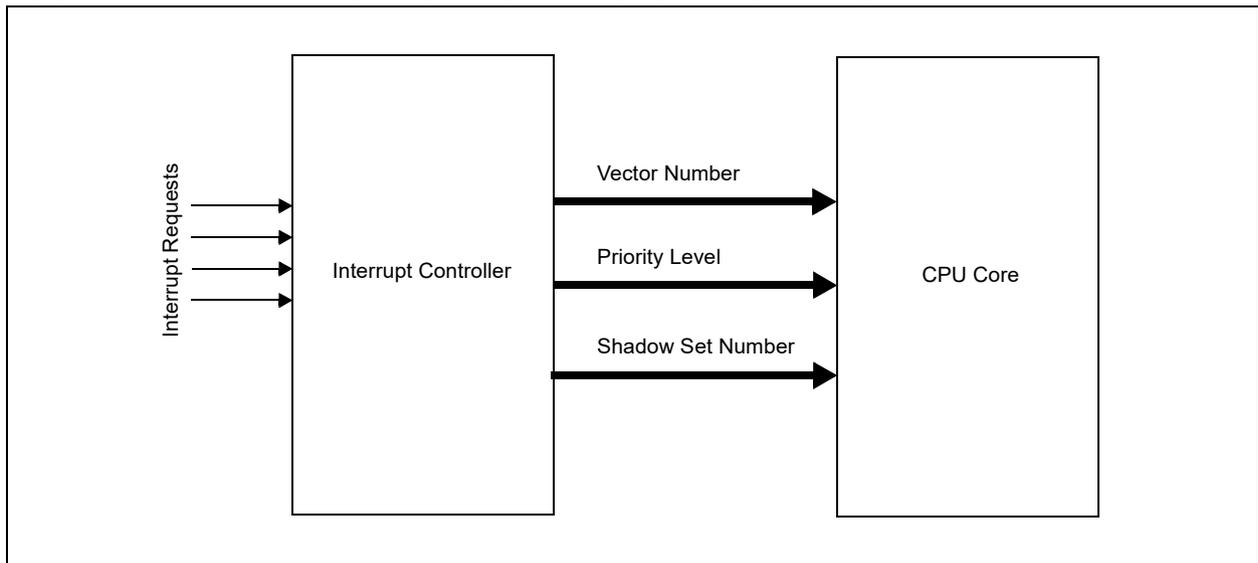 Interrupt Requests
Interrupt Controller
Vector Number
Priority Level
Shadow Set Number
CPU Core